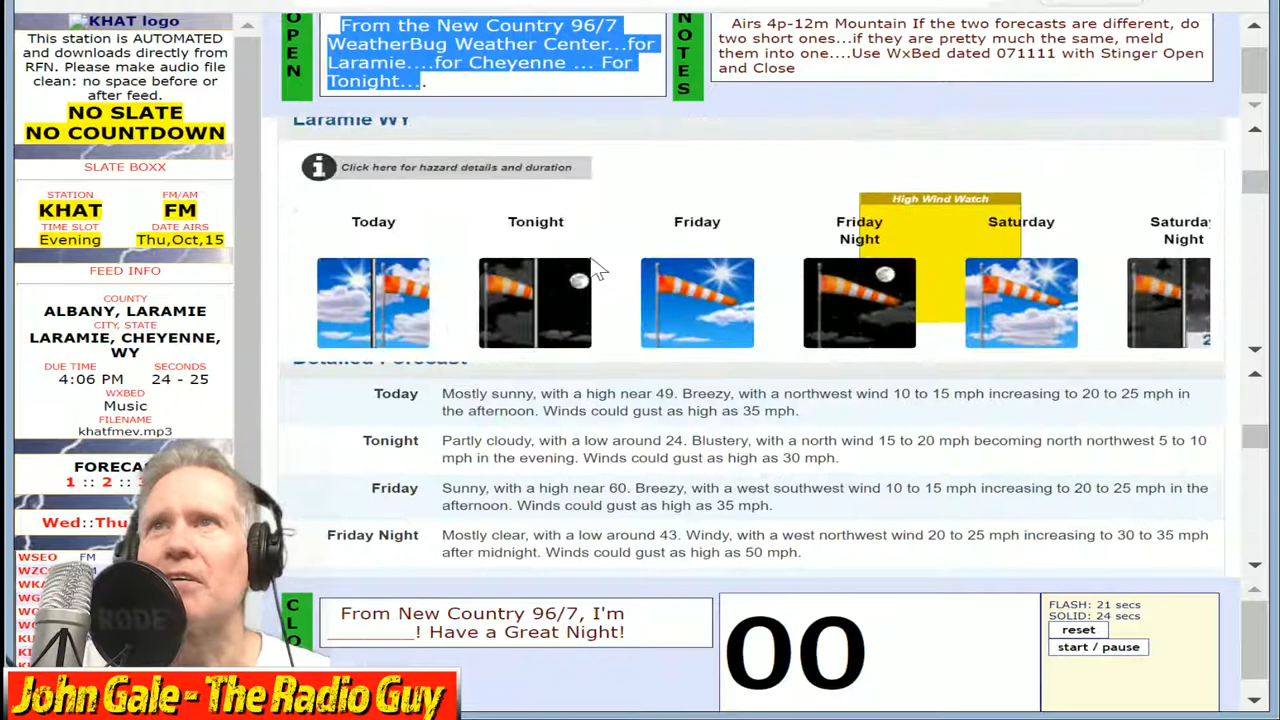 KHAT logo
This station is AUTOMATED
and downloads directly from
RFN. Please make audio file
clean: no space before or
after feed.
NO SLATE
NO COUNTDOWN
SLATE BOXX
STATION
FM/AM
KHAT
FM
TIME SLOT
DATE AIRS
Evening
Thu,Oct,15
FEED INFO
COUNTY
ALBANY, LARAMIE
CITY, STATE
LARAMIE, CHEYENNE,
WY
DUE TIME
SECONDS
4:06 PM
24 - 25
WXBED
Music
FILENAME
khatfmev.mp3
FORECA
1 :: 2 ::
Wed::Thu
WSEO FM
WZC
WKA
OPEN
From the New Country 96/7
WeatherBug Weather Center...for
Laramie....for Cheyenne ... For
Tonight....
NOTES
Airs 4p-12m Mountain If the two forecasts are different, do
two short ones...if they are pretty much the same, meld
them into one....Use WxBed dated 071111 with Stinger Open
and Close
Laramie WY
i
Click here for hazard details and duration
High Wind Watch
Today
Tonight
Friday
Friday
Night
Saturday
Saturday
Night
Detailed Forecast
Today
Mostly sunny, with a high near 49. Breezy, with a northwest wind 10 to 15 mph increasing to 20 to 25 mph in
the afternoon. Winds could gust as high as 35 mph.
Tonight
Partly cloudy, with a low around 24. Blustery, with a north wind 15 to 20 mph becoming north northwest 5 to 10
mph in the evening. Winds could gust as high as 30 mph.
Friday
Sunny, with a high near 60. Breezy, with a west southwest wind 10 to 15 mph increasing to 20 to 25 mph in the
afternoon. Winds could gust as high as 35 mph.
Friday Night
Mostly clear, with a low around 43. Windy, with a west northwest wind 20 to 25 mph increasing to 30 to 35 mph
after midnight. Winds could gust as high as 50 mph.
CLO
From New Country 96/7, I'm
________! Have a Great Night!
00
FLASH: 21 secs
SOLID: 24 secs
reset
start / pause
RODE
John Gale - The Radio Guy